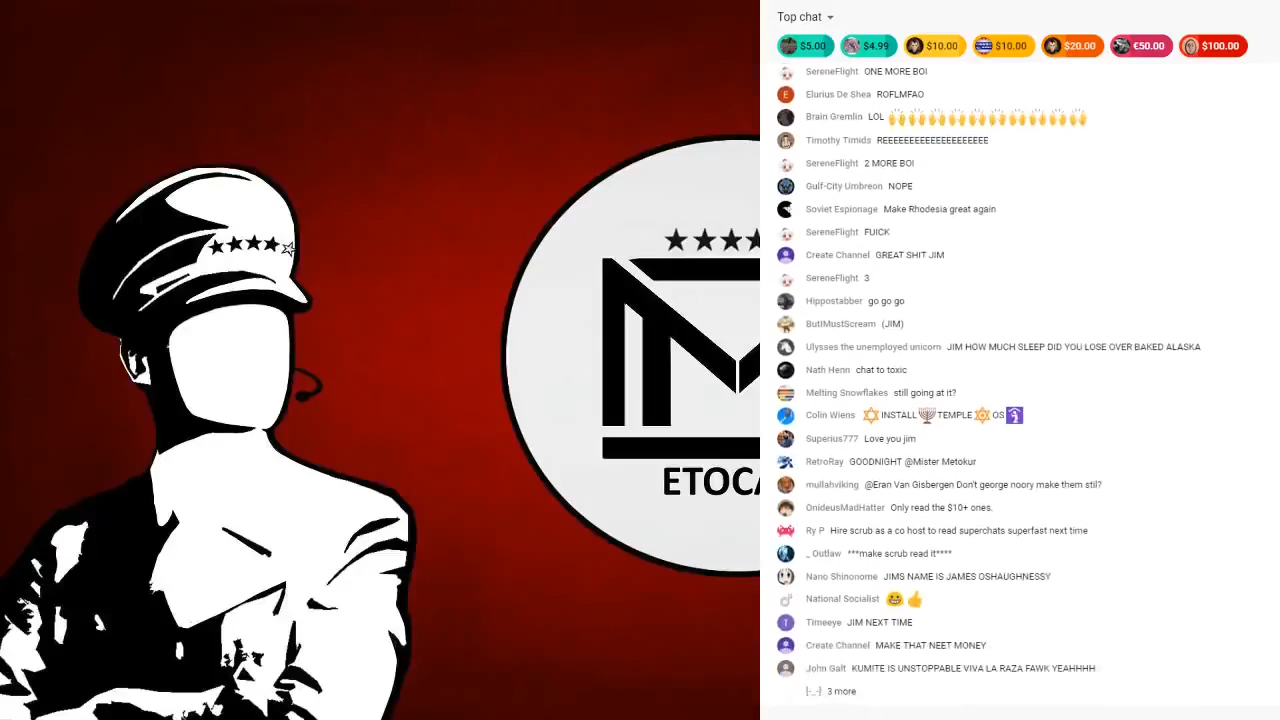 Top chat
$5.00 $4.99 $10.00 $10.00 $20.00 €50.00 $100.00
SereneFlight ONE MORE BOI
E Elurius De Shea ROFLMFAO
Brain Gremlin LOL 🙌🙌🙌🙌🙌🙌🙌🙌🙌🙌
Timothy Timids REEEEEEEEEEEEEEEEEEEE
SereneFlight 2 MORE BOI
Gulf-City Umbreon NOPE
Soviet Espionage Make Rhodesia great again
SereneFlight FUICK
Create Channel GREAT SHIT JIM
SereneFlight 3
Hippostabber go go go
ButIMustScream (JIM)
Ulysses the unemployed unicorn JIM HOW MUCH SLEEP DID YOU LOSE OVER BAKED ALASKA
Nath Henn chat to toxic
Melting Snowflakes still going at it?
Colin Wiens 🔯INSTALL🕎TEMPLE🔯OS🛐
Superius777 Love you jim
RetroRay GOODNIGHT @Mister Metokur
mullahviking @Eran Van Gisbergen Don't george noory make them stil?
OnideusMadHatter Only read the $10+ ones.
Ry P Hire scrub as a co host to read superchats superfast next time
_ Outlaw ***make scrub read it****
Nano Shinonome JIMS NAME IS JAMES OSHAUGHNESSY
National Socialist 😀👍
T Timeeye JIM NEXT TIME
Create Channel MAKE THAT NEET MONEY
John Galt KUMITE IS UNSTOPPABLE VIVA LA RAZA FAWK YEAHHHH
|-_-| 3 more
M
ETOCA